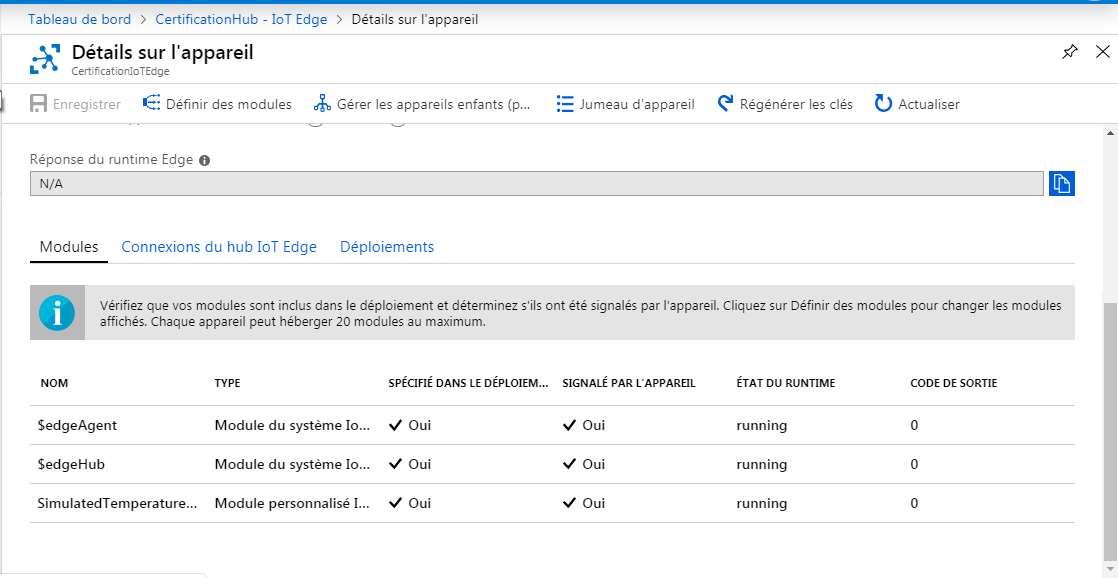 Tableau de bord > CertificationHub - IoT Edge > Détails sur l'appareil
Détails sur l'appareil
CertificationIoTEdge
Enregistrer Définir des modules Gérer les appareils enfants (p... Jumeau d'appareil Régénérer les clés Actualiser
Réponse du runtime Edge
N/A
Modules Connexions du hub IoT Edge Déploiements
Vérifiez que vos modules sont inclus dans le déploiement et déterminez s'ils ont été signalés par l'appareil. Cliquez sur Définir des modules pour changer les modules
affichés. Chaque appareil peut héberger 20 modules au maximum.
NOM TYPE SPÉCIFIÉ DANS LE DÉPLOIEM... SIGNALÉ PAR L'APPAREIL ÉTAT DU RUNTIME CODE DE SORTIE
$edgeAgent Module du système Io... Oui Oui running 0
$edgeHub Module du système Io... Oui Oui running 0
SimulatedTemperature... Module personnalisé I... Oui Oui running 0